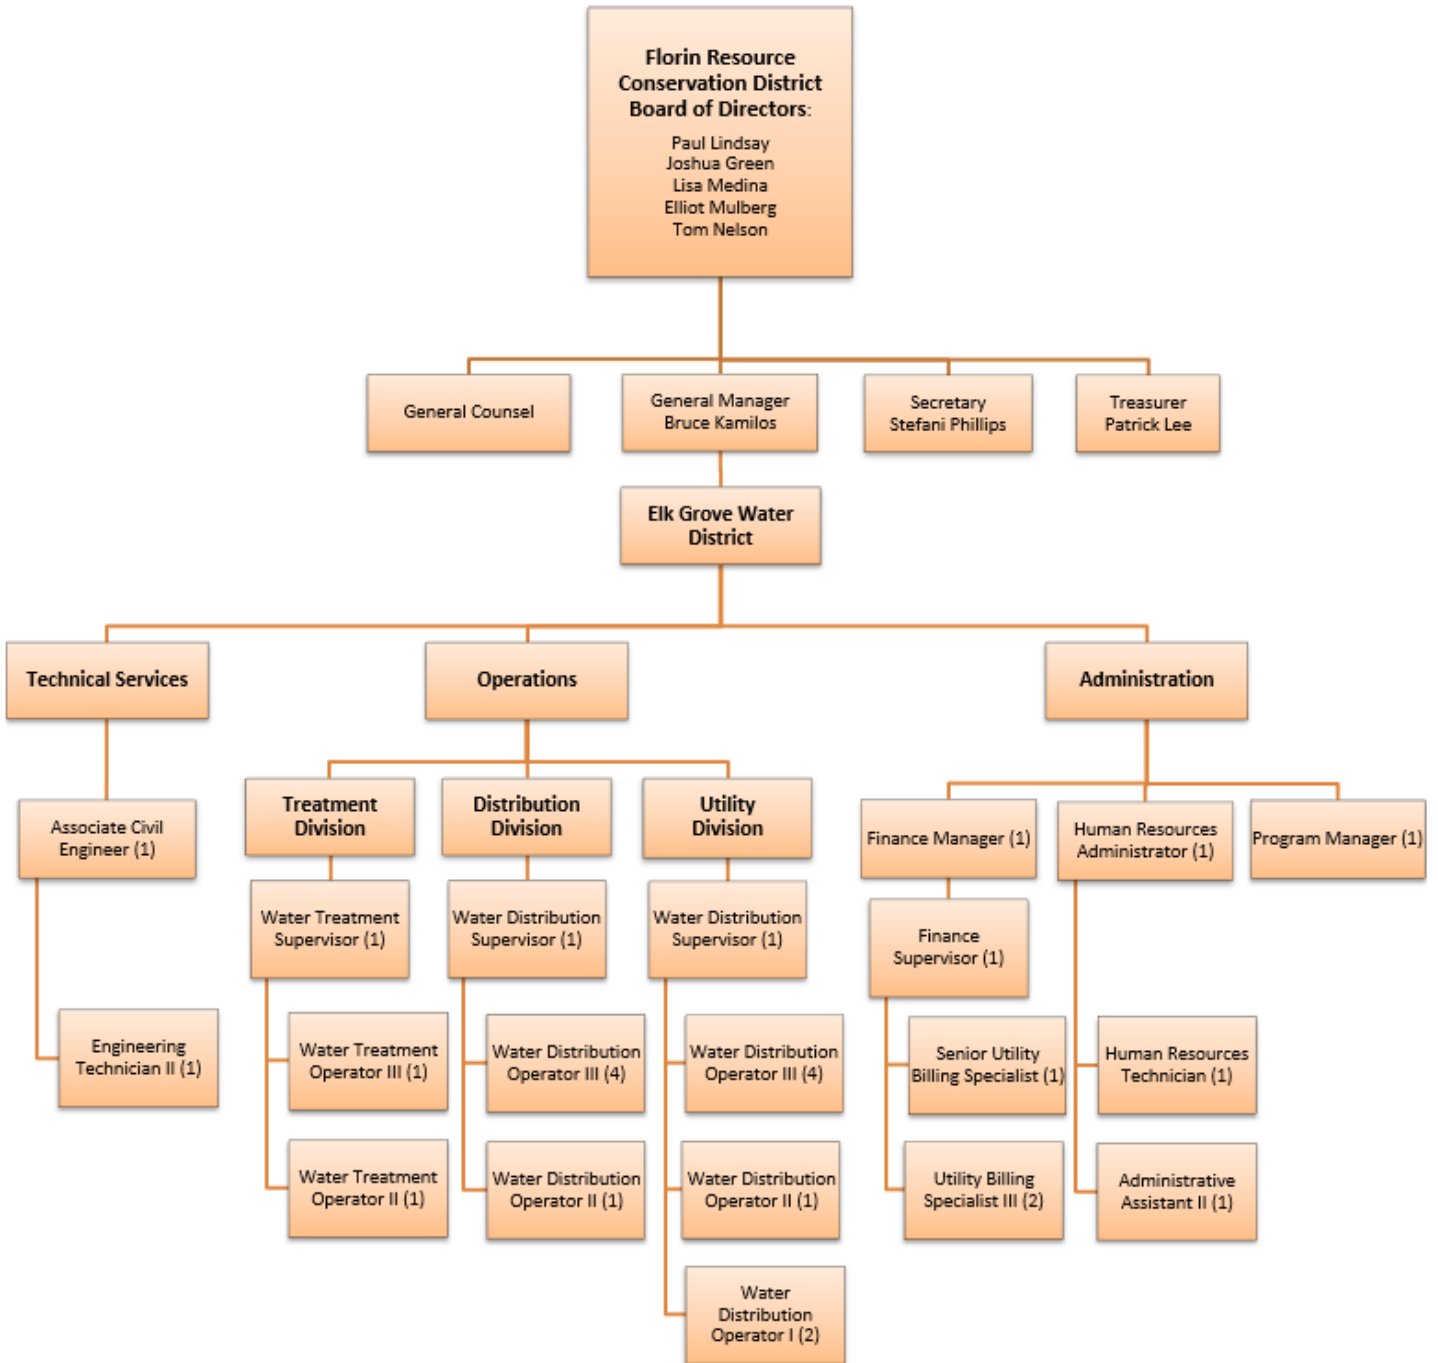 Florin Resource
Conservation District
Board of Directors:
Paul Lindsay
Joshua Green
Lisa Medina
Elliot Mulberg
Tom Nelson
General Counsel
General Manager
Bruce Kamilos
Secretary
Stefani Phillips
Treasurer
Patrick Lee
Elk Grove Water
District
Technical Services
Operations
Administration
Associate Civil
Engineer (1)
Engineering
Technician II (1)
Treatment
Division
Water Treatment
Supervisor (1)
Water Treatment
Operator III (1)
Water Treatment
Operator II (1)
Distribution
Division
Water Distribution
Supervisor (1)
Water Distribution
Operator III (4)
Water Distribution
Operator II (1)
Utility
Division
Water Distribution
Supervisor (1)
Water Distribution
Operator III (4)
Water Distribution
Operator II (1)
Water
Distribution
Operator I (2)
Finance Manager (1)
Finance
Supervisor (1)
Senior Utility
Billing Specialist (1)
Utility Billing
Specialist III (2)
Human Resources
Administrator (1)
Human Resources
Technician (1)
Administrative
Assistant II (1)
Program Manager (1)